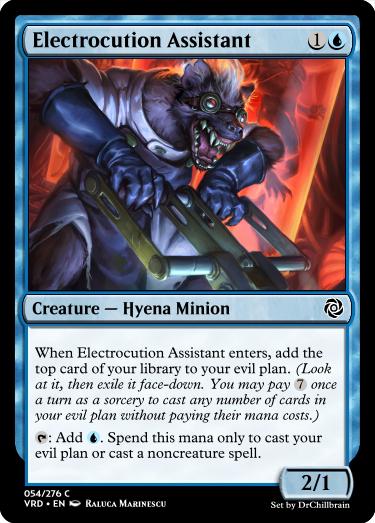 Electrocution Assistant 1
Creature — Hyena Minion
When Electrocution Assistant enters, add the
top card of your library to your evil plan. (Look
at it, then exile it face-down. You may pay 7 once
a turn as a sorcery to cast any number of cards in
your evil plan without paying their mana costs.)
: Add . Spend this mana only to cast your
evil plan or cast a noncreature spell.
2/1
054/276 C
VRD • EN Raluca Marinescu
Set by DrChillbrain